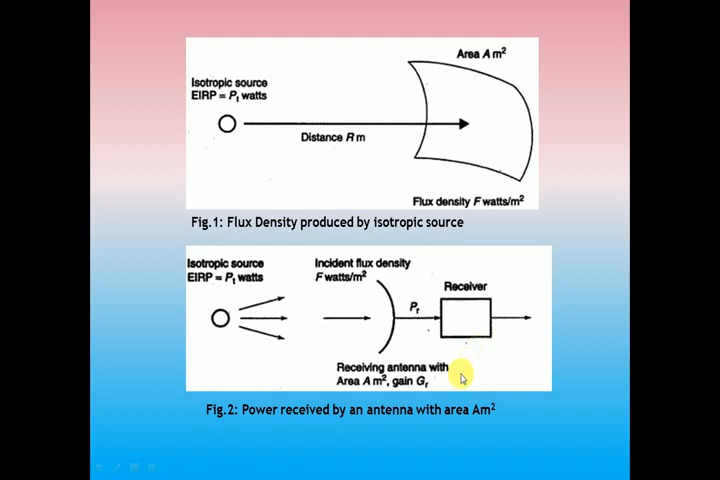 Area A m²
Isotropic source
EIRP = Pₜ watts
Distance R m
Flux density F watts/m²
Fig.1: Flux Density produced by isotropic source
Isotropic source
EIRP = Pₜ watts
Incident flux density
F watts/m²
Receiver
Pᵣ
Receiving antenna with
Area A m², gain Gᵣ
Fig.2: Power received by an antenna with area Am²